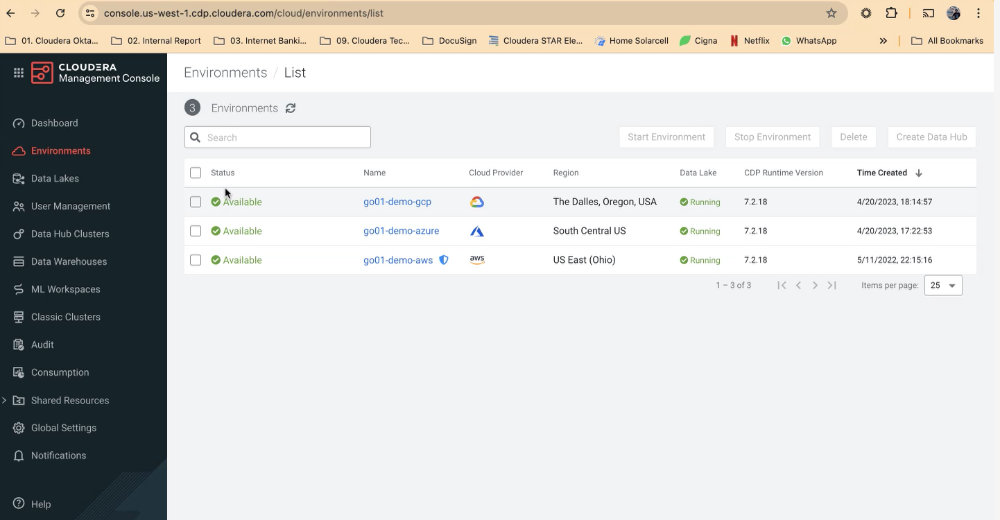 console.us-west-1.cdp.cloudera.com/cloud/environments/list
01. Cloudera Okta... 02. Internal Report 03. Internet Banki... 09. Cloudera Tec... DocuSign Cloudera STAR Ele... Home Solarcell Cigna Netflix WhatsApp » All Bookmarks
CLOUDERA
Management Console
Dashboard
Environments
Data Lakes
User Management
Data Hub Clusters
Data Warehouses
ML Workspaces
Classic Clusters
Audit
Consumption
Shared Resources
Global Settings
Notifications
Help
Environments / List
3 Environments
Search
Start Environment Stop Environment Delete Create Data Hub
Status Name Cloud Provider Region Data Lake CDP Runtime Version Time Created
Available go01-demo-gcp The Dalles, Oregon, USA Running 7.2.18 4/20/2023, 18:14:57
Available go01-demo-azure South Central US Running 7.2.18 4/20/2023, 17:22:53
Available go01-demo-aws aws US East (Ohio) Running 7.2.18 5/11/2022, 22:15:16
1 – 3 of 3 Items per page: 25